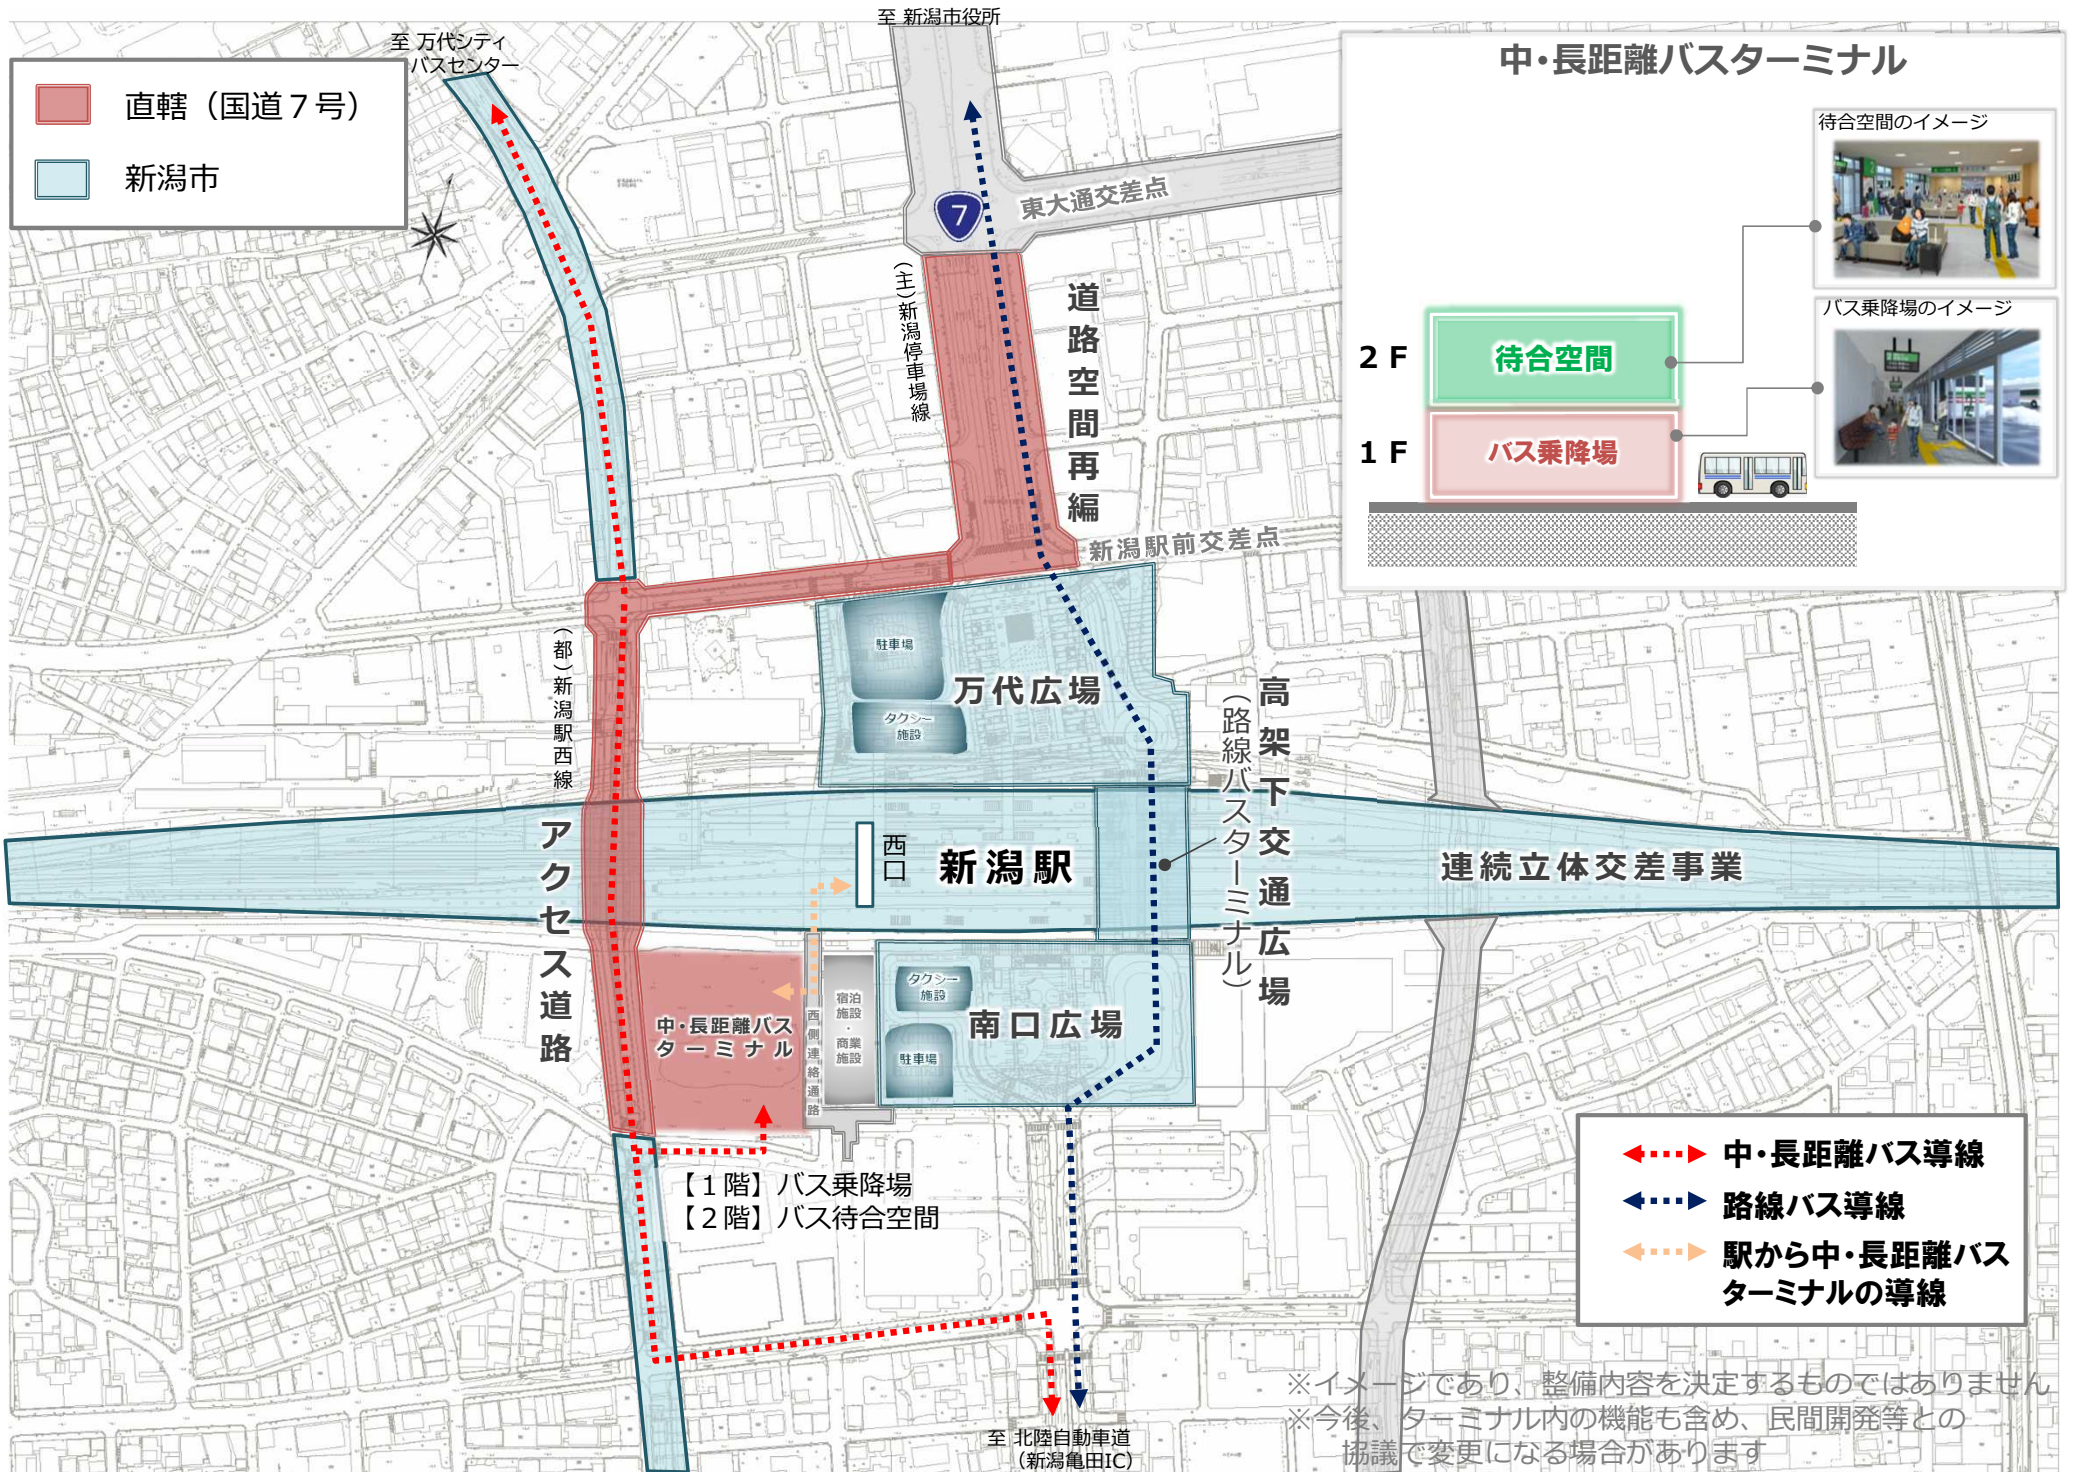 至 新潟市役所
至 万代シティ
バスセンター
直轄（国道７号）
新潟市
中・長距離バスターミナル
待合空間のイメージ
バス乗降場のイメージ
２Ｆ
待合空間
１Ｆ
バス乗降場
7
東大通交差点
（主）新潟停車場線
道路空間再編
新潟駅前交差点
駐車場
タクシー
施設
万代広場
（都）新潟駅西線
アクセス道路
高架下交通広場
（路線バスターミナル）
西口
新潟駅
連続立体交差事業
中・長距離バス
ターミナル
西側連絡通路
宿泊
施設
・
商業
施設
タクシー
施設
駐車場
南口広場
【１階】バス乗降場
【２階】バス待合空間
中・長距離バス導線
路線バス導線
駅から中・長距離バス
ターミナルの導線
至 北陸自動車道
（新潟亀田IC）
※イメージであり、整備内容を決定するものではありません
※今後、ターミナル内の機能も含め、民間開発等との
協議で変更になる場合があります